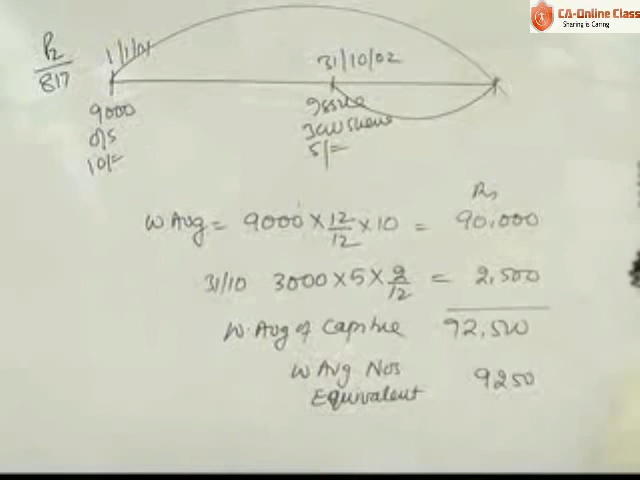 CA-Online Class
Sharing is Caring
P2
817
1/1/01
31/10/02
9000
O/S
10/=
Issue
3000 Share
5/=
Rs
W Avg = 9000 × 12/12 × 10 = 90,000
31/10 3000 × 5 × 2/12 = 2,500
W. Avg of Capital 92,500
W Avg Nos 9250
Equivalent